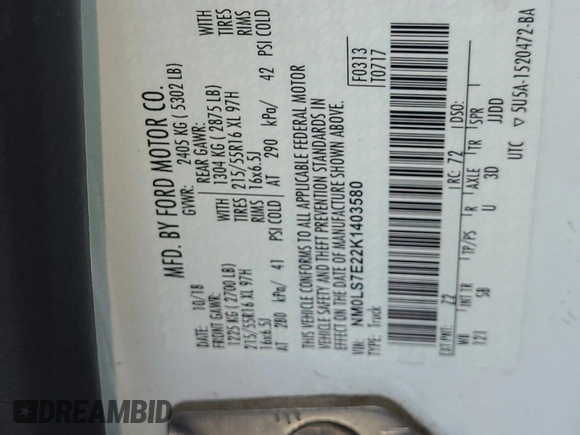 MFD. BY FORD MOTOR CO.
DATE: 10/18 GVWR: 2405 KG ( 5302 LB)
FRONT GAWR: REAR GAWR:
1225 KG ( 2700 LB) WITH 1304 KG ( 2875 LB) WITH
215/55R16 XL 97H TIRES 215/55R16 XL 97H TIRES
16x6.5J RIMS 16x6.5J RIMS
AT 280 kPa/ 41 PSI COLD AT 290 kPa/ 42 PSI COLD
THIS VEHICLE CONFORMS TO ALL APPLICABLE FEDERAL MOTOR
VEHICLE SAFETY AND THEFT PREVENTION STANDARDS IN
EFFECT ON THE DATE OF MANUFACTURE SHOWN ABOVE.
F0313
T0717
VIN: NM0LS7E22K1403580
TYPE: Truck
EXT PNT: Z2 RC: 72 DSO:
WB INT TR TP/PS R AXLE TR SPR
121 SB U 3D JJDD
UTC ▽ 5U5A-1520472-BA
DREAMBID